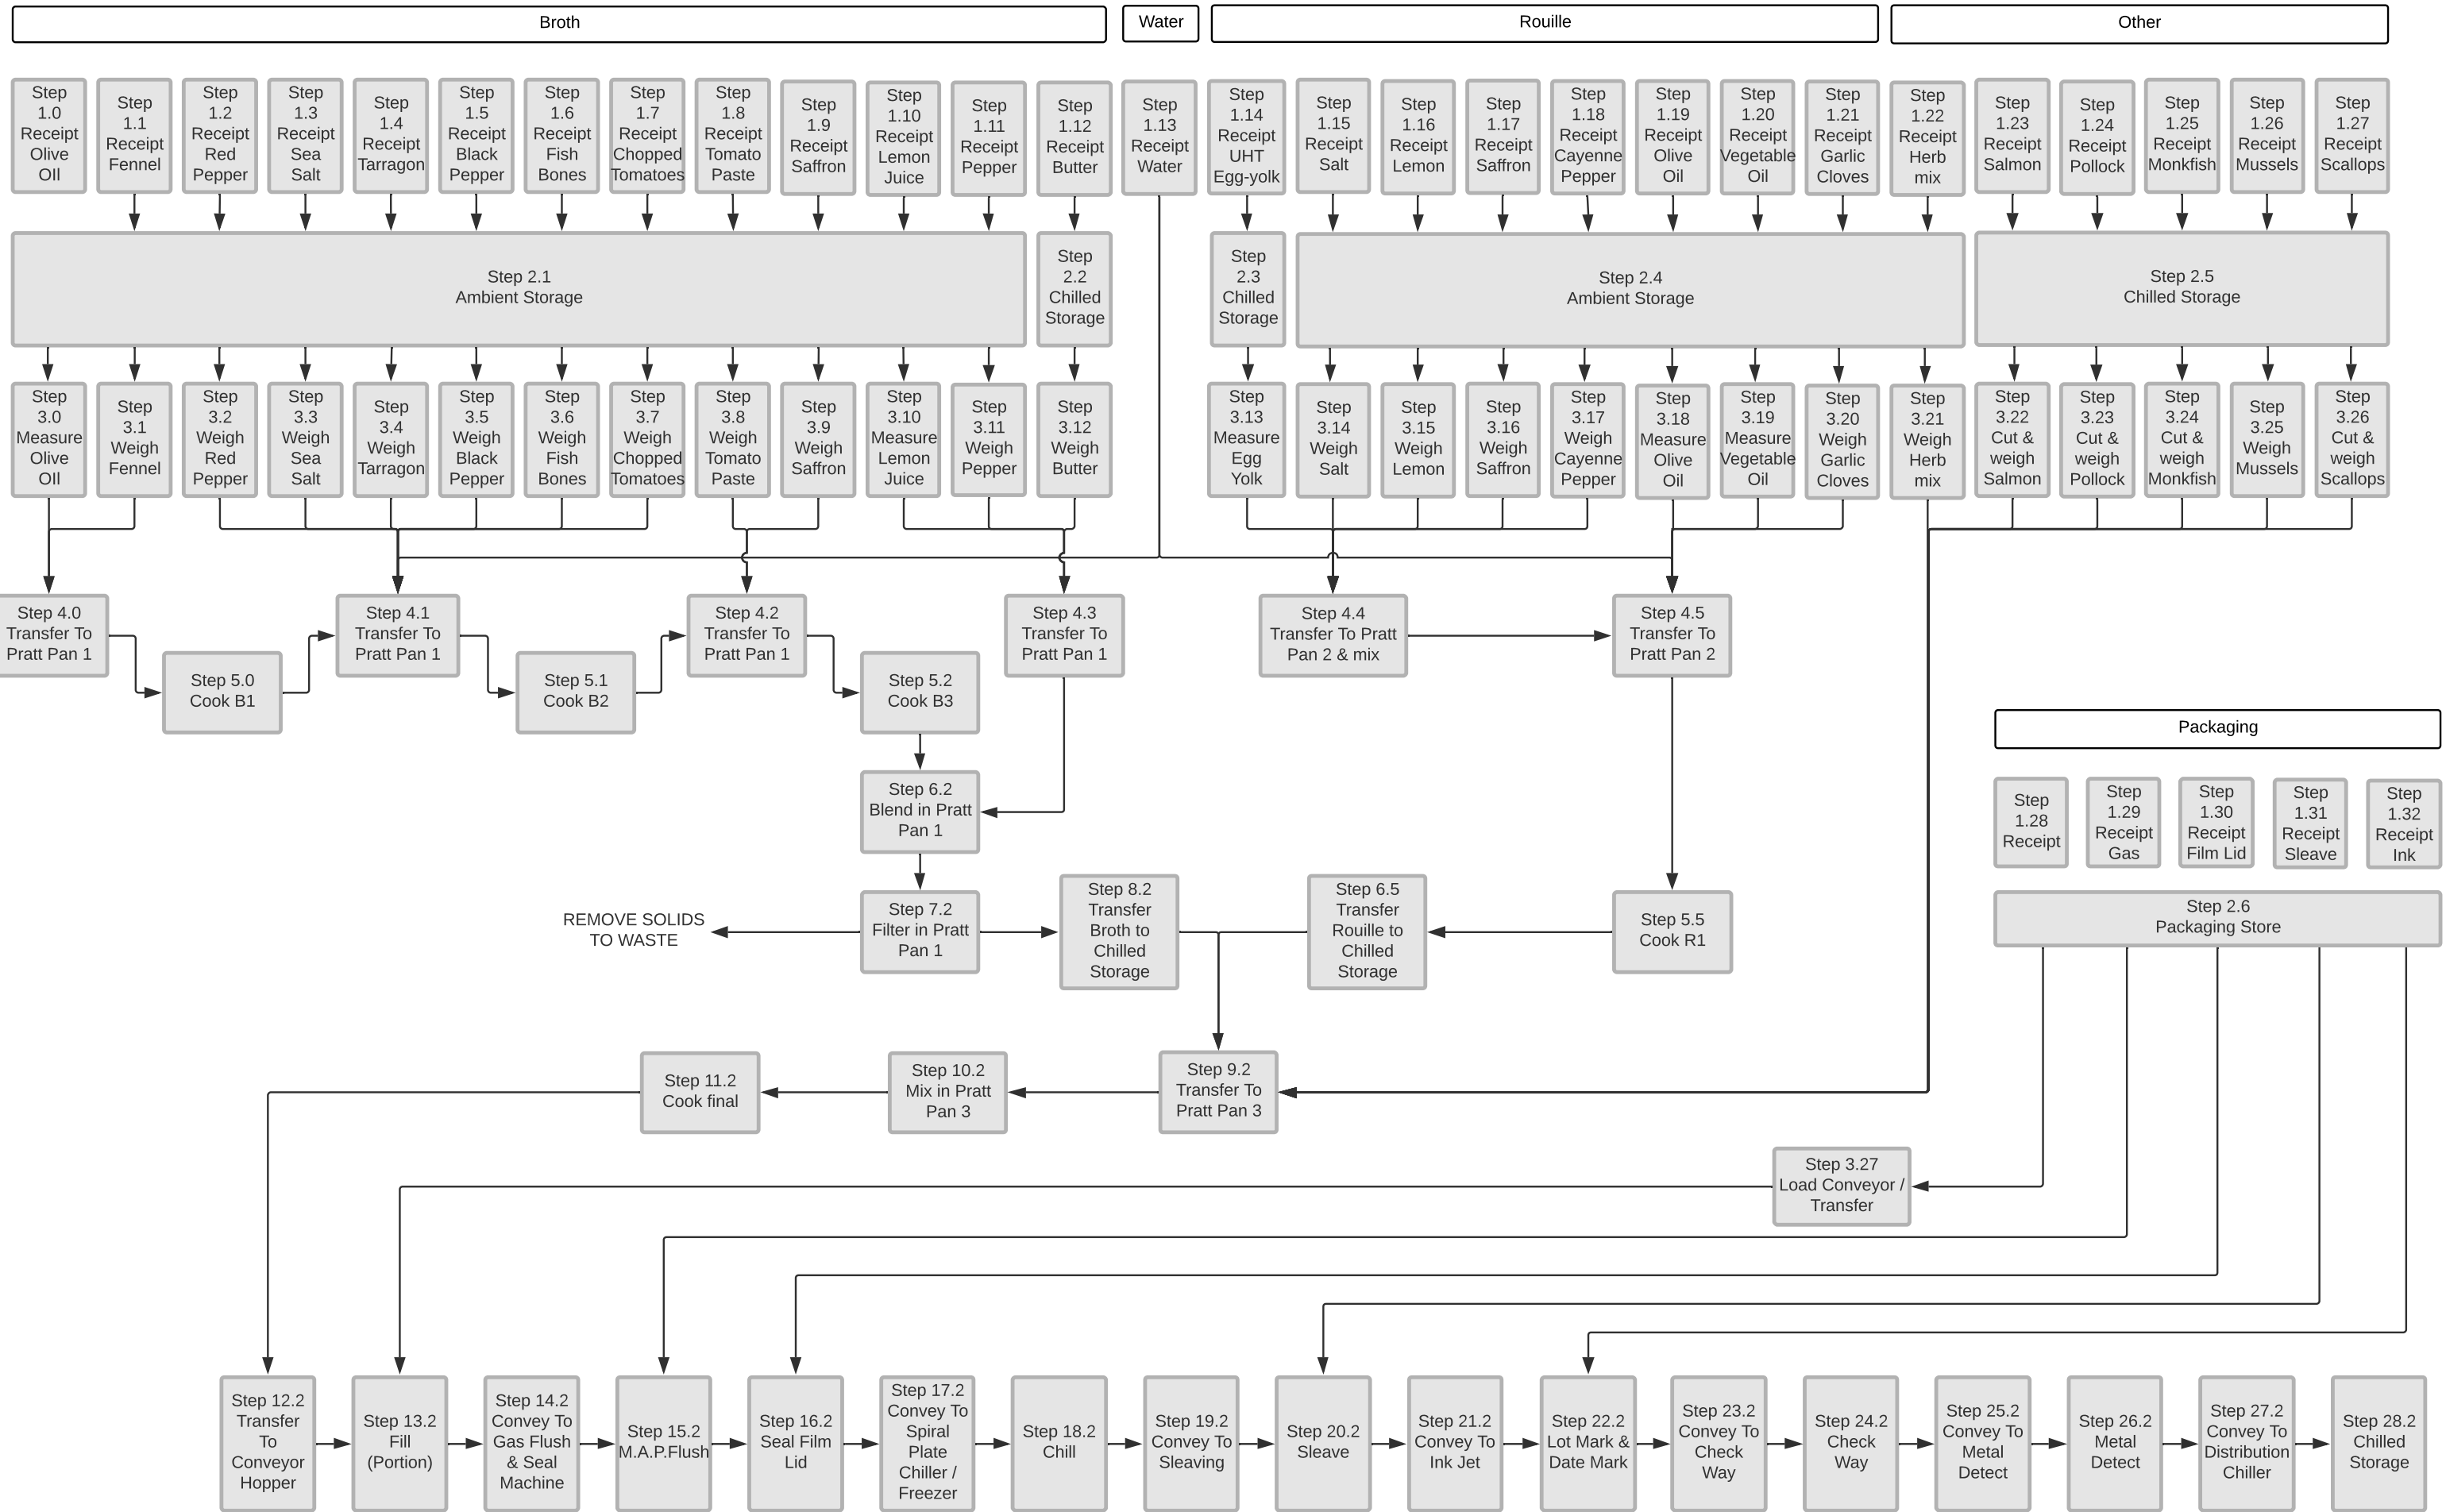 Broth
Water
Rouille
Other
Step
1.0
Receipt
Olive
OIl
Step
1.1
Receipt
Fennel
Step
1.2
Receipt
Red
Pepper
Step
1.3
Receipt
Sea
Salt
Step
1.4
Receipt
Tarragon
Step
1.5
Receipt
Black
Pepper
Step
1.6
Receipt
Fish
Bones
Step
1.7
Receipt
Chopped
Tomatoes
Step
1.8
Receipt
Tomato
Paste
Step
1.9
Receipt
Saffron
Step
1.10
Receipt
Lemon
Juice
Step
1.11
Receipt
Pepper
Step
1.12
Receipt
Butter
Step
1.13
Receipt
Water
Step
1.14
Receipt
UHT
Egg-yolk
Step
1.15
Receipt
Salt
Step
1.16
Receipt
Lemon
Step
1.17
Receipt
Saffron
Step
1.18
Receipt
Cayenne
Pepper
Step
1.19
Receipt
Olive
Oil
Step
1.20
Receipt
Vegetable
Oil
Step
1.21
Receipt
Garlic
Cloves
Step
1.22
Receipt
Herb
mix
Step
1.23
Receipt
Salmon
Step
1.24
Receipt
Pollock
Step
1.25
Receipt
Monkfish
Step
1.26
Receipt
Mussels
Step
1.27
Receipt
Scallops
Step 2.1
Ambient Storage
Step
2.2
Chilled
Storage
Step
2.3
Chilled
Storage
Step 2.4
Ambient Storage
Step 2.5
Chilled Storage
Step
3.0
Measure
Olive
OIl
Step
3.1
Weigh
Fennel
Step
3.2
Weigh
Red
Pepper
Step
3.3
Weigh
Sea
Salt
Step
3.4
Weigh
Tarragon
Step
3.5
Weigh
Black
Pepper
Step
3.6
Weigh
Fish
Bones
Step
3.7
Weigh
Chopped
Tomatoes
Step
3.8
Weigh
Tomato
Paste
Step
3.9
Weigh
Saffron
Step
3.10
Measure
Lemon
Juice
Step
3.11
Weigh
Pepper
Step
3.12
Weigh
Butter
Step
3.13
Measure
Egg
Yolk
Step
3.14
Weigh
Salt
Step
3.15
Weigh
Lemon
Step
3.16
Weigh
Saffron
Step
3.17
Weigh
Cayenne
Pepper
Step
3.18
Measure
Olive
Oil
Step
3.19
Measure
Vegetable
Oil
Step
3.20
Weigh
Garlic
Cloves
Step
3.21
Weigh
Herb
mix
Step
3.22
Cut &
weigh
Salmon
Step
3.23
Cut &
weigh
Pollock
Step
3.24
Cut &
weigh
Monkfish
Step
3.25
Weigh
Mussels
Step
3.26
Cut &
weigh
Scallops
Step 4.0
Transfer To
Pratt Pan 1
Step 4.1
Transfer To
Pratt Pan 1
Step 4.2
Transfer To
Pratt Pan 1
Step 4.3
Transfer To
Pratt Pan 1
Step 4.4
Transfer To Pratt
Pan 2 & mix
Step 4.5
Transfer To
Pratt Pan 2
Step 5.0
Cook B1
Step 5.1
Cook B2
Step 5.2
Cook B3
Packaging
Step 6.2
Blend in Pratt
Pan 1
Step
1.28
Receipt
Step
1.29
Receipt
Gas
Step
1.30
Receipt
Film Lid
Step
1.31
Receipt
Sleave
Step
1.32
Receipt
Ink
REMOVE SOLIDS
TO WASTE
Step 7.2
Filter in Pratt
Pan 1
Step 8.2
Transfer
Broth to
Chilled
Storage
Step 6.5
Transfer
Rouille to
Chilled
Storage
Step 5.5
Cook R1
Step 2.6
Packaging Store
Step 11.2
Cook final
Step 10.2
Mix in Pratt
Pan 3
Step 9.2
Transfer To
Pratt Pan 3
Step 3.27
Load Conveyor /
Transfer
Step 12.2
Transfer
To
Conveyor
Hopper
Step 13.2
Fill
(Portion)
Step 14.2
Convey To
Gas Flush
& Seal
Machine
Step 15.2
M.A.P.Flush
Step 16.2
Seal Film
Lid
Step 17.2
Convey To
Spiral
Plate
Chiller /
Freezer
Step 18.2
Chill
Step 19.2
Convey To
Sleaving
Step 20.2
Sleave
Step 21.2
Convey To
Ink Jet
Step 22.2
Lot Mark &
Date Mark
Step 23.2
Convey To
Check
Way
Step 24.2
Check
Way
Step 25.2
Convey To
Metal
Detect
Step 26.2
Metal
Detect
Step 27.2
Convey To
Distribution
Chiller
Step 28.2
Chilled
Storage